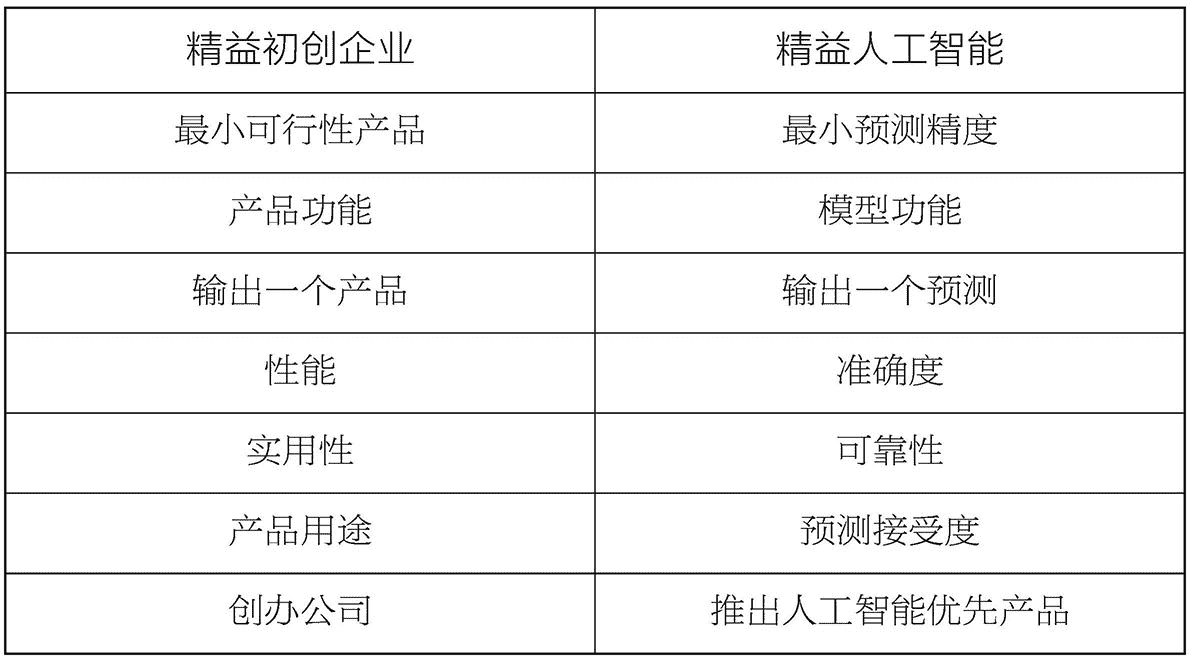 精益初创企业 精益人工智能
最小可行性产品 最小预测精度
产品功能 模型功能
输出一个产品 输出一个预测
性能 准确度
实用性 可靠性
产品用途 预测接受度
创办公司 推出人工智能优先产品